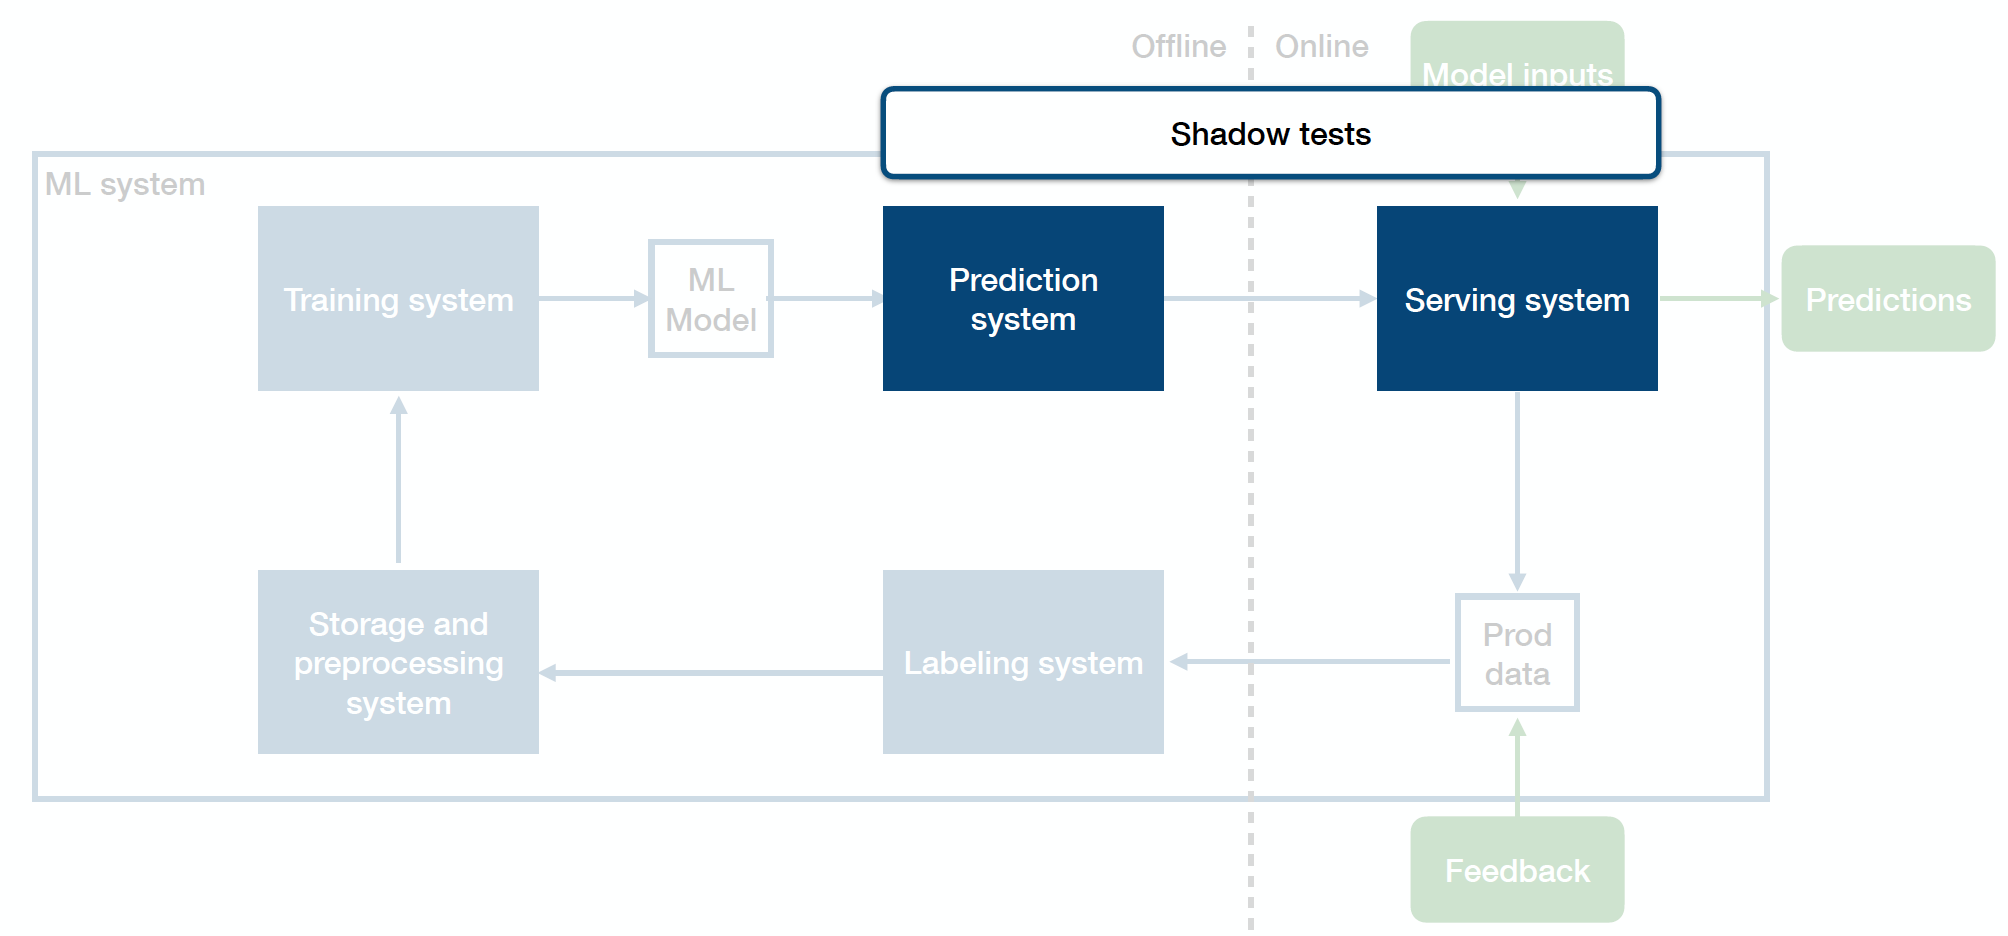 Offline
Online
Model inputs
Shadow tests
ML system
Training system
ML
Model
Prediction
system
Serving system
Predictions
Storage and
preprocessing
system
Labeling system
Prod
data
Feedback